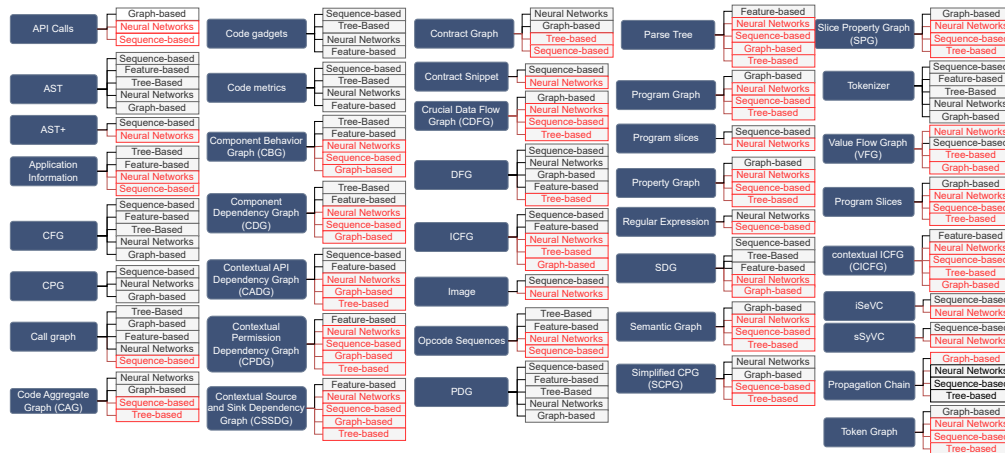 API Calls
Graph-based
Neural Networks
Sequence-based
AST
Sequence-based
Feature-based
Tree-Based
Neural Networks
Graph-based
AST+
Sequence-based
Neural Networks
Application
Information
Tree-Based
Feature-based
Neural Networks
Sequence-based
CFG
Sequence-based
Feature-based
Tree-Based
Neural Networks
Graph-based
CPG
Sequence-based
Neural Networks
Graph-based
Call graph
Tree-Based
Graph-based
Feature-based
Neural Networks
Sequence-based
Code Aggregate
Graph (CAG)
Neural Networks
Graph-based
Sequence-based
Tree-based
Code gadgets
Sequence-based
Tree-Based
Neural Networks
Feature-based
Code metrics
Sequence-based
Tree-Based
Neural Networks
Feature-based
Component Behavior
Graph (CBG)
Tree-Based
Feature-based
Neural Networks
Sequence-based
Graph-based
Component
Dependency Graph
(CDG)
Tree-Based
Feature-based
Neural Networks
Sequence-based
Graph-based
Contextual API
Dependency Graph
(CADG)
Sequence-based
Feature-based
Neural Networks
Graph-based
Tree-based
Contextual
Permission
Dependency Graph
(CPDG)
Feature-based
Neural Networks
Sequence-based
Graph-based
Tree-based
Contextual Source
and Sink Dependency
Graph (CSSDG)
Feature-based
Neural Networks
Sequence-based
Graph-based
Tree-based
Contract Graph
Neural Networks
Graph-based
Tree-based
Sequence-based
Contract Snippet
Sequence-based
Neural Networks
Crucial Data Flow
Graph (CDFG)
Graph-based
Neural Networks
Sequence-based
Tree-based
DFG
Sequence-based
Neural Networks
Graph-based
Feature-based
Tree-based
ICFG
Sequence-based
Feature-based
Neural Networks
Tree-based
Graph-based
Image
Sequence-based
Neural Networks
Opcode Sequences
Tree-Based
Feature-based
Neural Networks
Sequence-based
PDG
Sequence-based
Feature-based
Tree-Based
Neural Networks
Graph-based
Parse Tree
Feature-based
Neural Networks
Sequence-based
Graph-based
Tree-based
Program Graph
Graph-based
Neural Networks
Sequence-based
Tree-based
Program slices
Sequence-based
Neural Networks
Property Graph
Graph-based
Neural Networks
Sequence-based
Tree-based
Regular Expression
Neural Networks
Sequence-based
SDG
Sequence-based
Tree-Based
Feature-based
Neural Networks
Graph-based
Semantic Graph
Graph-based
Neural Networks
Sequence-based
Tree-based
Simplified CPG
(SCPG)
Neural Networks
Graph-based
Sequence-based
Tree-based
Slice Property Graph
(SPG)
Graph-based
Neural Networks
Sequence-based
Tree-based
Tokenizer
Sequence-based
Feature-based
Tree-Based
Neural Networks
Graph-based
Value Flow Graph
(VFG)
Neural Networks
Sequence-based
Tree-based
Graph-based
Program Slices
Graph-based
Neural Networks
Sequence-based
Tree-based
contextual ICFG
(CICFG)
Feature-based
Neural Networks
Sequence-based
Tree-based
Graph-based
iSeVC
Sequence-based
Neural Networks
sSyVC
Sequence-based
Neural Networks
Propagation Chain
Graph-based
Neural Networks
Sequence-based
Tree-based
Token Graph
Graph-based
Neural Networks
Sequence-based
Tree-based